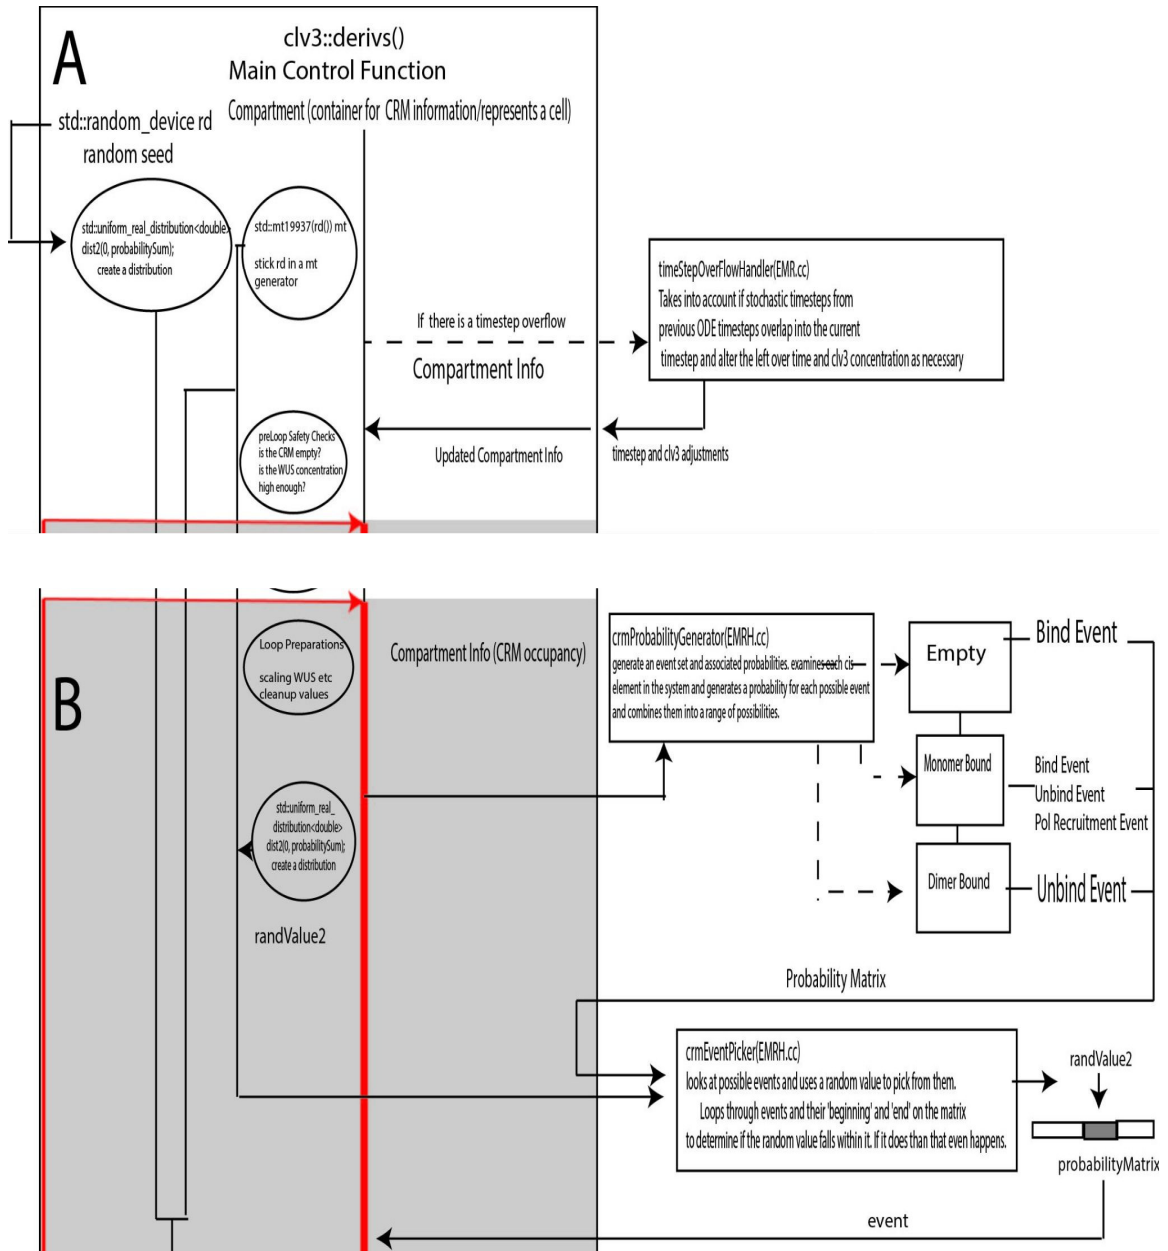 A
clv3::derivs()
Main Control Function
Compartment (container for CRM information/represents a cell)
std::random_device rd
random seed
std::uniform_real_distribution<double>
dist2(0, probabilitySum);
create a distribution
std::mt19937(rd()) mt
stick rd in a mt
generator
If there is a timestep overflow
Compartment Info
timeStepOverFlowHandler(EMR.cc)
Takes into account if stochastic timesteps from
previous ODE timesteps overlap into the current
timestep and alter the left over time and clv3 concentration as necessary
preLoop Safety Checks
is the CRM empty?
is the WUS concentration
high enough?
Updated Compartment Info
timestep and clv3 adjustments
B
Loop Preparations
scaling WUS etc
cleanup values
Compartment Info (CRM occupancy)
crmProbabilityGenerator(EMRH.cc)
generate an event set and associated probabilities. examines each cis
element in the system and generates a probability for each possible event
and combines them into a range of possibilities.
Empty
Bind Event
Monomer Bound
Bind Event
Unbind Event
Pol Recruitment Event
Dimer Bound
Unbind Event
std:uniform_real_
distribution<double>
dist2(0, probabilitySum);
create a distribution
randValue2
Probability Matrix
crmEventPicker(EMRH.cc)
looks at possible events and uses a random value to pick from them.
Loops through events and their 'beginning' and 'end' on the matrix
to determine if the random value falls within it. If it does than that even happens.
randValue2
probabilityMatrix
event